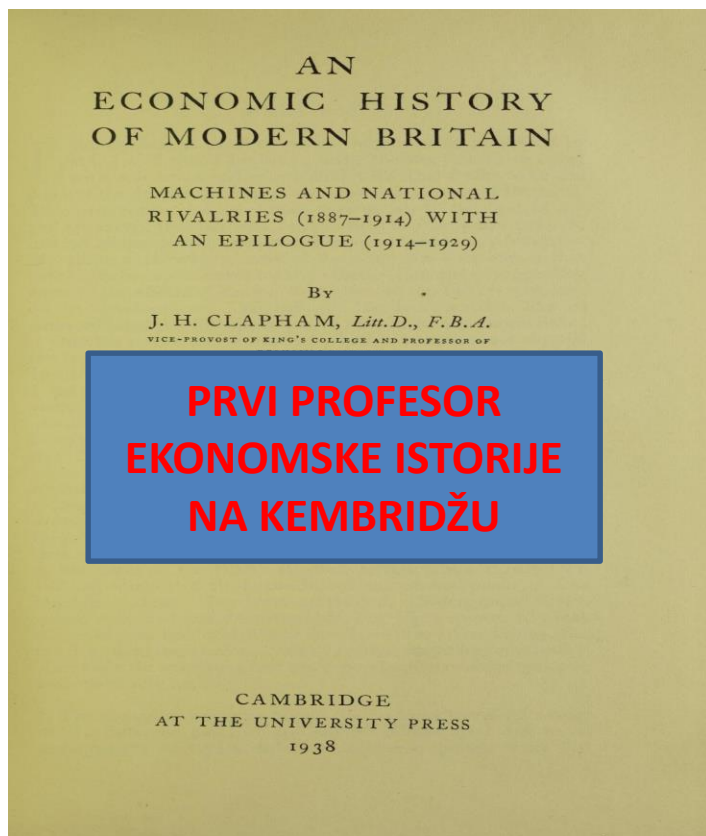 AN
ECONOMIC HISTORY
OF MODERN BRITAIN
MACHINES AND NATIONAL
RIVALRIES (1887–1914) WITH
AN EPILOGUE (1914–1929)
BY
J. H. CLAPHAM, Litt.D., F.B.A.
VICE-PROVOST OF KING'S COLLEGE AND PROFESSOR OF
PRVI PROFESOR
EKONOMSKE ISTORIJE
NA KEMBRIDŽU
CAMBRIDGE
AT THE UNIVERSITY PRESS
1938